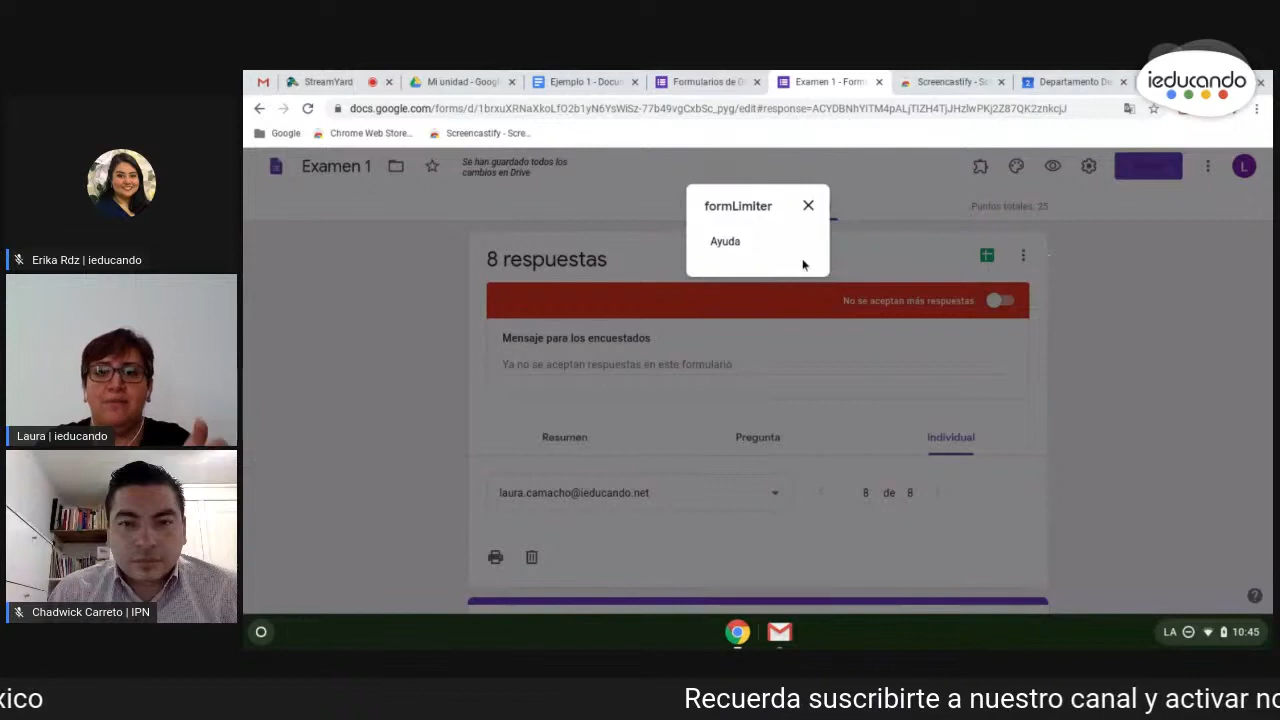 ieducando
StreamYard
Mi unidad - Googl
Ejemplo 1 - Docu
Formularios de G
Examen 1 - Form
Screencastify - Sc
Departamento D
docs.google.com/forms/d/1brxuXRNaXkoLfO2b1yN6YsWiSz-77b49vgCxbSc_pyg/edit#response=ACYDBNhYITM4pALjTlZH4TjJHzlwPKj2Z87QK2znkcjJ
Google
Chrome Web Store...
Screencastify - Scre...
Examen 1
Se han guardado todos los
cambios en Drive
L
Puntos totales: 25
formLimiter
Ayuda
8 respuestas
No se aceptan más respuestas
Mensaje para los encuestados
Ya no se aceptan respuestas en este formulario
Resumen
Pregunta
Individual
laura.camacho@ieducando.net
8 de 8
LA
10:45
Erika Rdz | ieducando
Laura | ieducando
Chadwick Carreto | IPN
xico
Recuerda suscribirte a nuestro canal y activar no